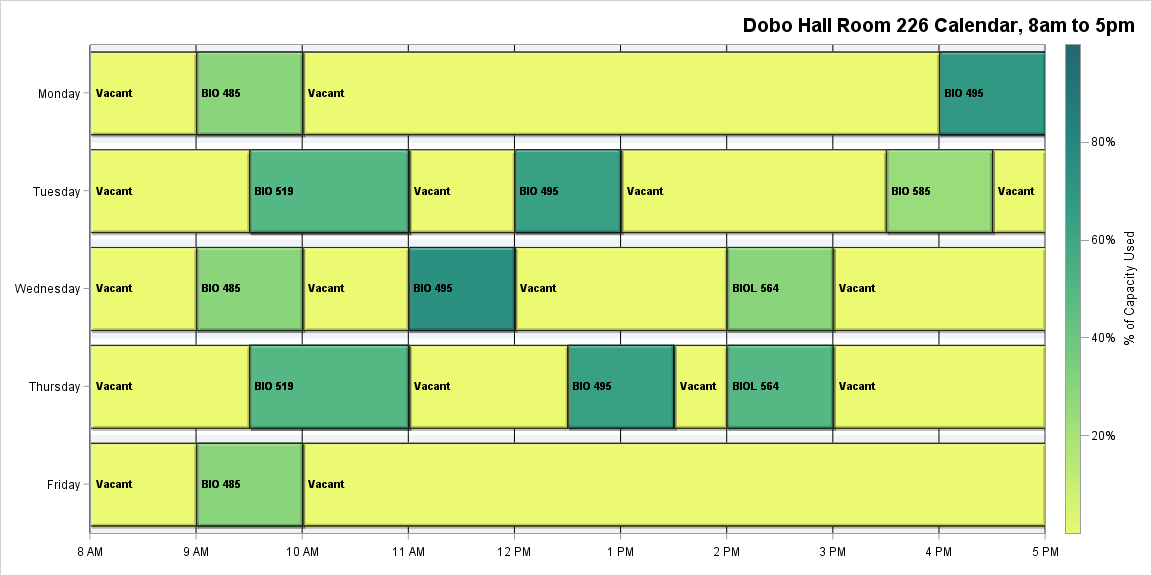 Dobo Hall Room 226 Calendar, 8am to 5pm
Monday Vacant BIO 485 Vacant BIO 495
80%
Tuesday Vacant BIO 519 Vacant BIO 495 Vacant BIO 585 Vacant
60%
Wednesday Vacant BIO 485 Vacant BIO 495 Vacant BIOL 564 Vacant
% of Capacity Used
40%
Thursday Vacant BIO 519 Vacant BIO 495 Vacant BIOL 564 Vacant
20%
Friday Vacant BIO 485 Vacant
8 AM 9 AM 10 AM 11 AM 12 PM 1 PM 2 PM 3 PM 4 PM 5 PM